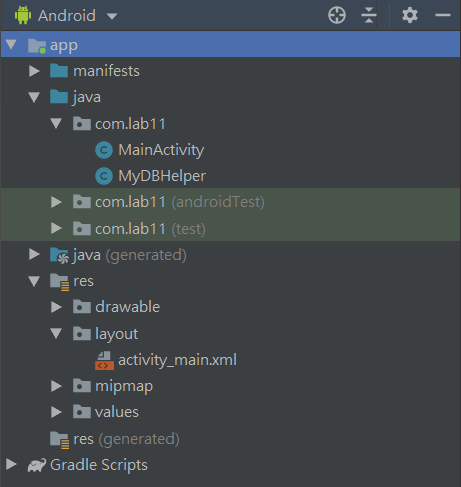 Android
app
manifests
java
com.lab11
MainActivity
MyDBHelper
com.lab11 (androidTest)
com.lab11 (test)
java (generated)
res
drawable
layout
activity_main.xml
mipmap
values
res (generated)
Gradle Scripts